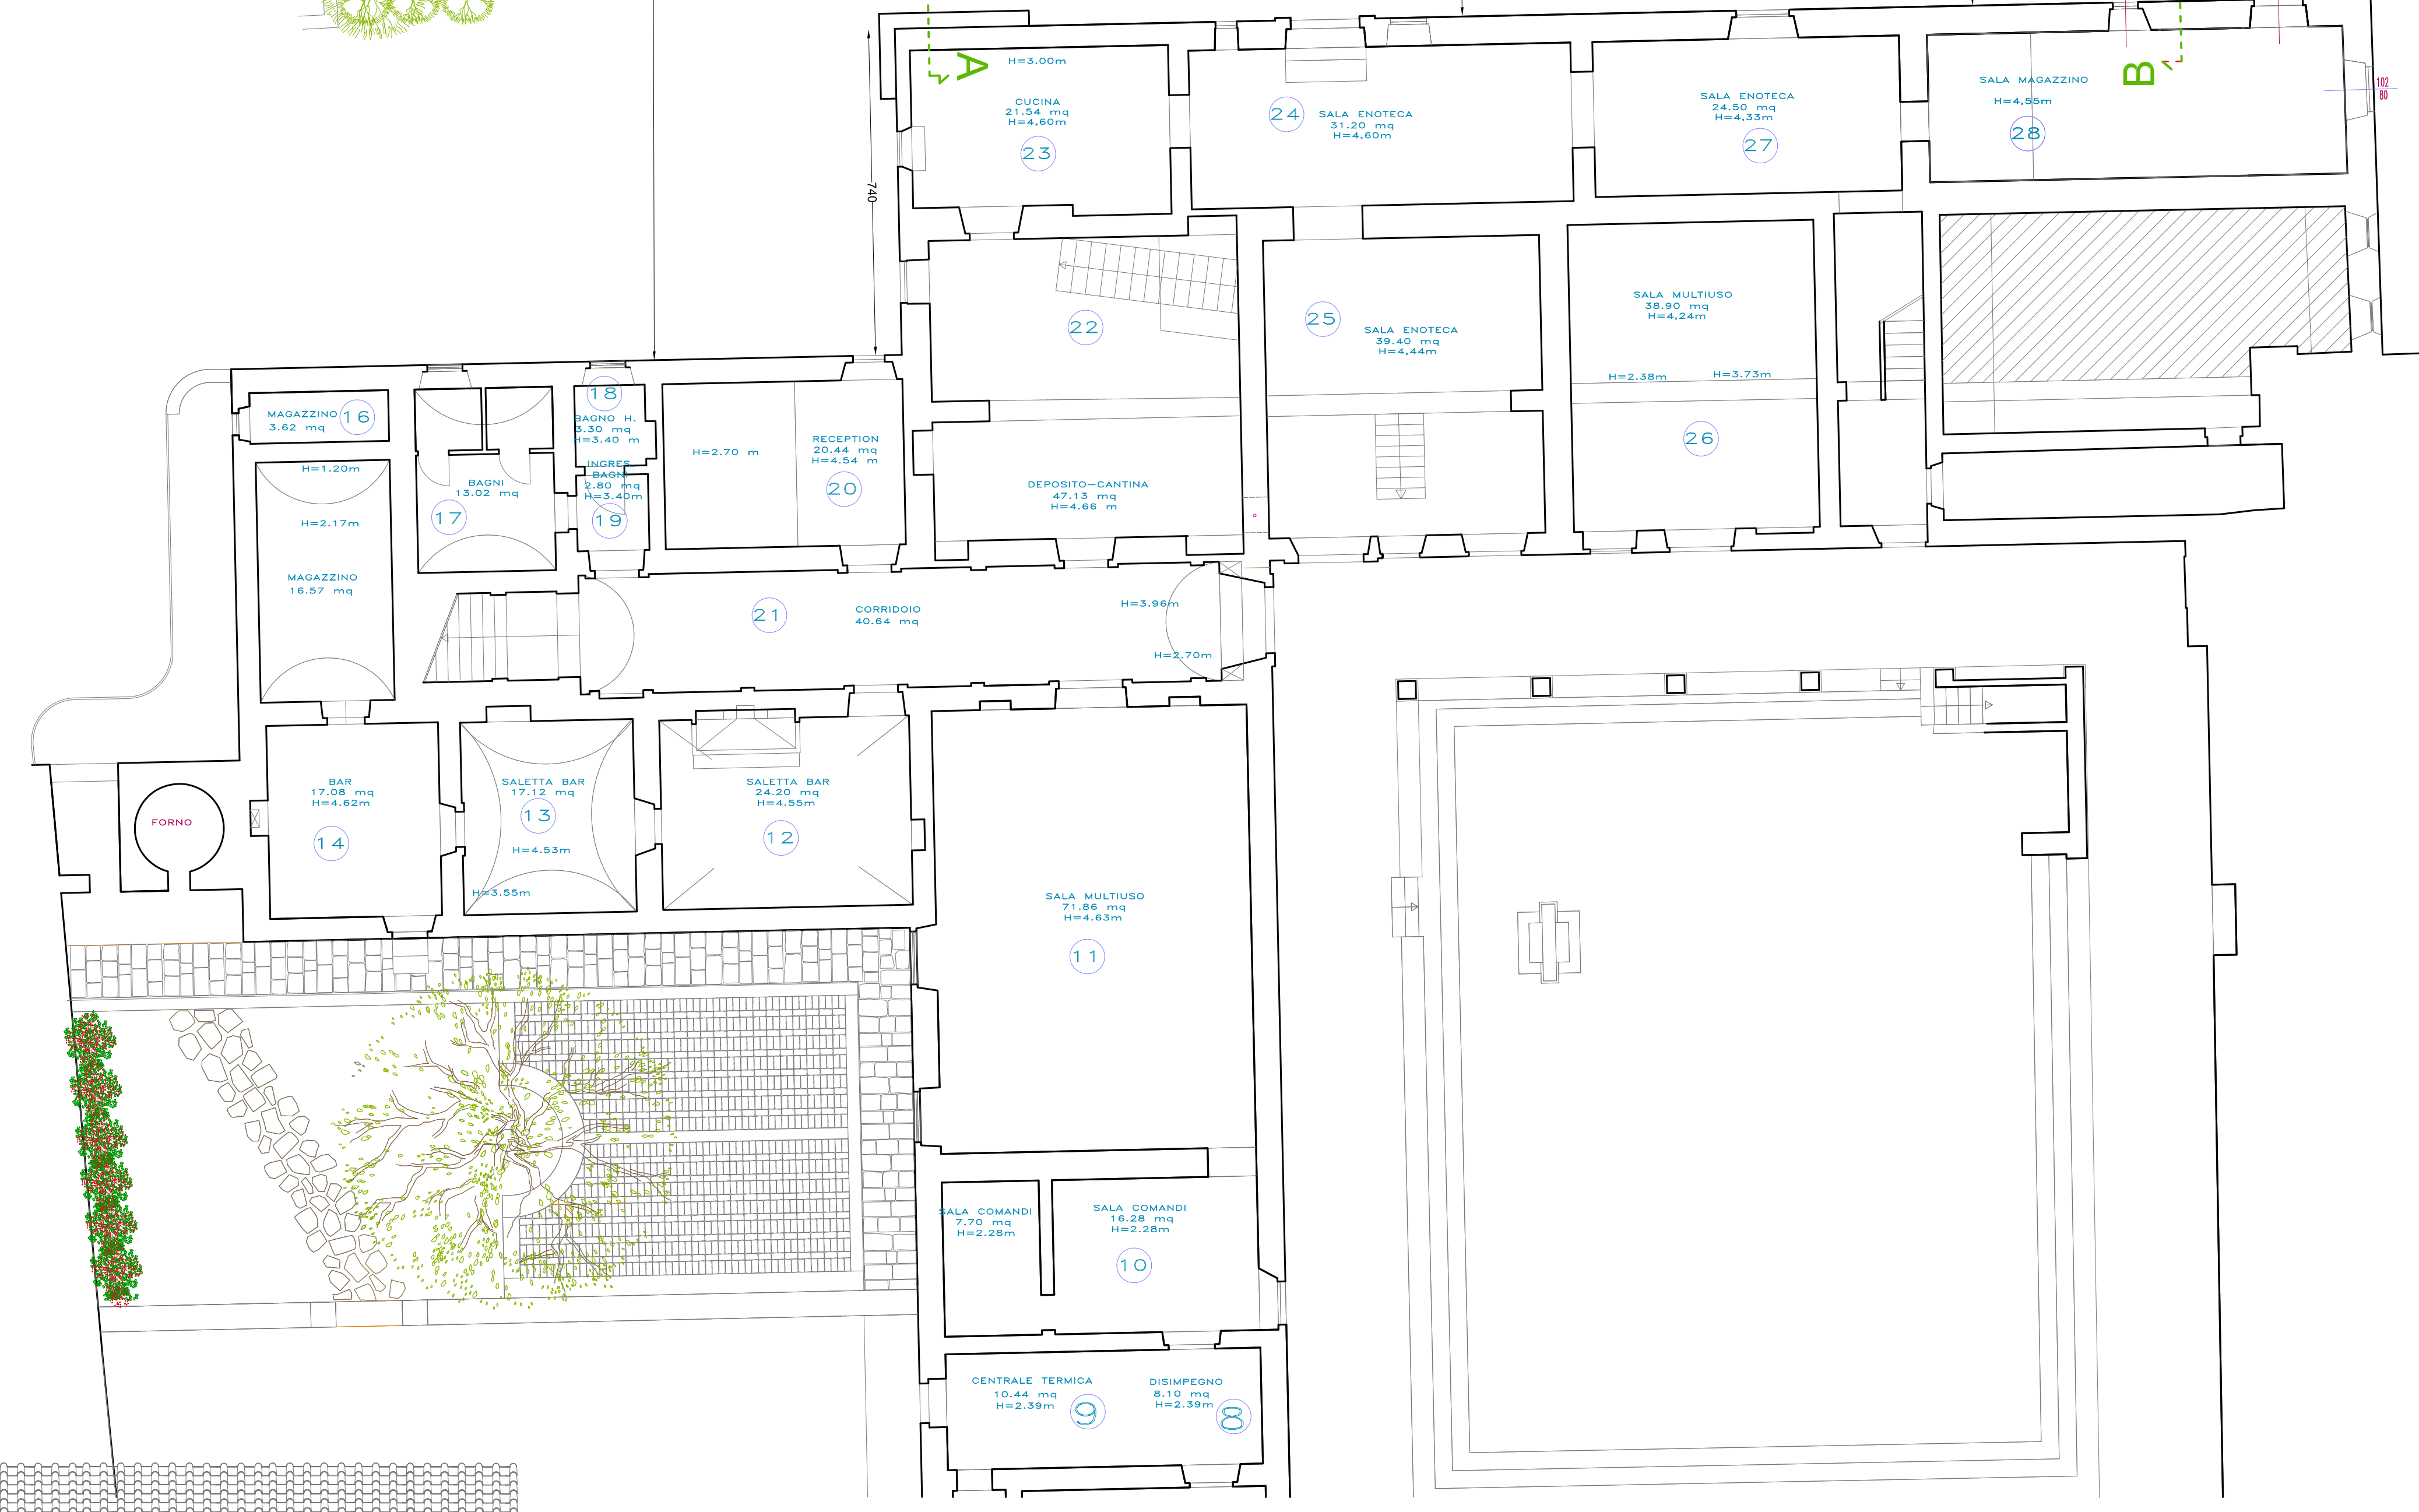 A
B
H=3.00m
CUCINA
21.54 mq
H=4,60m
23
24
SALA ENOTECA
31.20 mq
H=4,60m
SALA ENOTECA
24.50 mq
H=4,33m
27
SALA MAGAZZINO
H=4,55m
28
102
80
740
22
25
SALA ENOTECA
39.40 mq
H=4,44m
SALA MULTIUSO
38.90 mq
H=4,24m
H=2.38m
H=3.73m
26
MAGAZZINO
3.62 mq
16
H=1.20m
H=2.17m
MAGAZZINO
16.57 mq
BAGNI
13.02 mq
17
18
BAGNO H.
3.30 mq
H=3.40 m
INGRES.
BAGNI
2.80 mq
H=3.40m
19
H=2.70 m
RECEPTION
20.44 mq
H=4.54 m
20
DEPOSITO-CANTINA
47.13 mq
H=4.66 m
21
CORRIDOIO
40.64 mq
H=3.96m
H=2.70m
FORNO
BAR
17.08 mq
H=4.62m
14
SALETTA BAR
17.12 mq
13
H=4.53m
H=3.55m
SALETTA BAR
24.20 mq
H=4.55m
12
SALA MULTIUSO
71.86 mq
H=4.63m
11
SALA COMANDI
7.70 mq
H=2.28m
SALA COMANDI
16.28 mq
H=2.28m
10
CENTRALE TERMICA
10.44 mq
H=2.39m
9
DISIMPEGNO
8.10 mq
H=2.39m
8